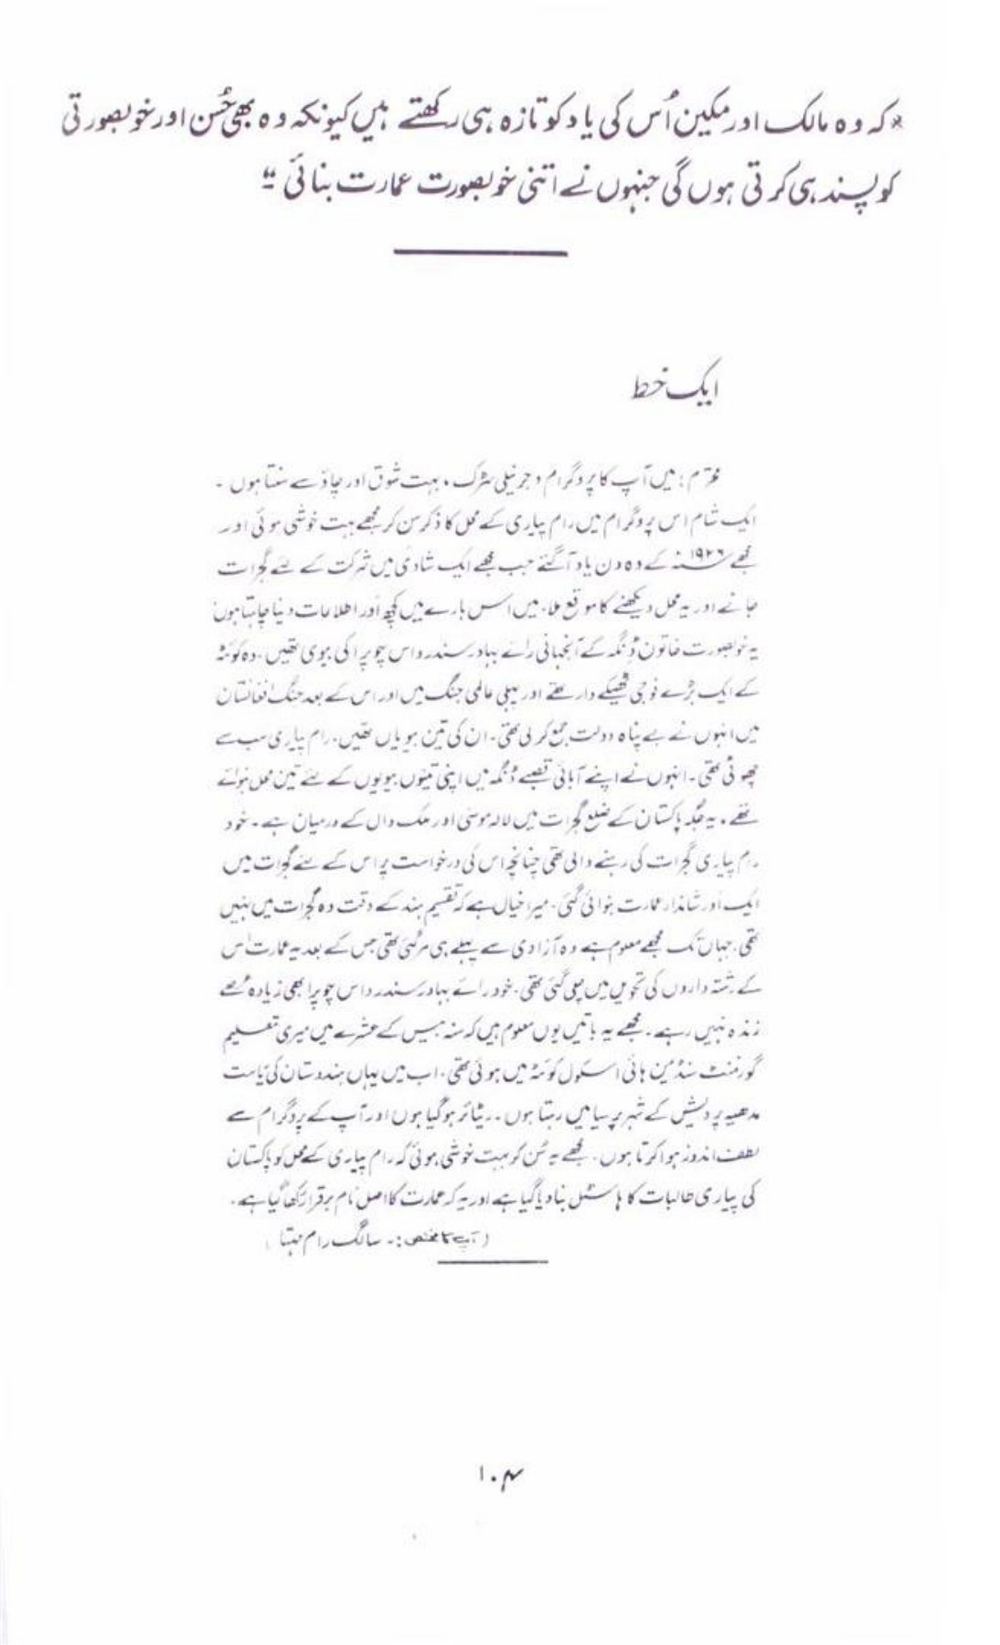 * کہ وہ مالک اور مکین اُس کی یاد کو تازہ ہی رکھتے ہیں کیونکہ وہ بھی حُسن اور خوبصورتی
کو پسند ہی کرتی ہوں گی جنہوں نے اتنی خوبصورت عمارت بنائی "
ایک خط
محترم: میں آپ کا پروگرام ، جرنیلی سڑک ، بہت شوق اور چاؤ سے سنتا ہوں ۔
ایک شام اس پروگرام میں رام پیاری کے محل کا ذکر سن کر مجھے بہت خوشی ہوئی اور
مجھے ۱۹۲۶ سنہ کے وہ دن یاد آگئے جب مجھے ایک شادی میں شرکت کے لئے گجرات
جانے اور یہ محل دیکھنے کا موقع ملا۔ میں اس بارے میں کچھ اور اطلاعات دینا چاہتا ہوں
یہ خوبصورت خاتون ڈنگہ کے آنجہانی رائے بہادر سندر داس چوپرا کی بیوی تھیں۔ وہ کوئٹہ
کے ایک بڑے فوجی ٹھیکے دار تھے اور پہلی عالمی جنگ میں اور اس کے بعد جنگ افغانستان
میں انہوں نے بے پناہ دولت جمع کر لی تھی۔ ان کی تین بیویاں تھیں۔ رام پیاری سب سے
چھوٹی تھی۔ انہوں نے اپنے آبائی قصبے ڈنگہ میں اپنی تینوں بیویوں کے لئے تین محل بنوائے
تھے۔ یہ جگہ پاکستان کے ضلع گجرات میں لالہ موسیٰ اور ملک وال کے درمیان ہے۔ خود
رام پیاری گجرات کی رہنے والی تھی چنانچہ اس کی درخواست پر اس کے لئے گجرات میں
ایک اور شاندار عمارت بنوائی گئی۔ میرا خیال ہے کہ تقسیم ہند کے وقت وہ گجرات میں نہیں
تھی۔ جہاں تک مجھے معلوم ہے وہ آزادی سے پہلے ہی مر گئی تھی جس کے بعد یہ عمارت اس
کے رشتہ داروں کی تحویل میں چلی گئی تھی۔ خود رائے بہادر سندر داس چوپرا بھی زیادہ عرصے
زندہ نہیں رہے۔ مجھے یہ باتیں یوں معلوم ہیں کہ سنہ بیس کے عشرے میں میری تعلیم
گورنمنٹ سنڈمین ہائی اسکول کوئٹہ میں ہوئی تھی۔ اب میں یہاں ہندوستان کی ریاست
مدھیہ پردیش کے شہر میں رہتا ہوں۔ ریٹائر ہو گیا ہوں اور آپ کے پروگرام سے
لطف اندوز ہوا کرتا ہوں۔ مجھے یہ سُن کر بہت خوشی ہوئی کہ رام پیاری کے محل کو پاکستان
کی پیاری طالبات کا ہاسٹل بنا دیا گیا ہے اور یہ کہ عمارت کا اصل نام برقرار رکھا گیا ہے۔
(آپ کا مخلص:۔ سالگ رام مہتا)
۱۰۴